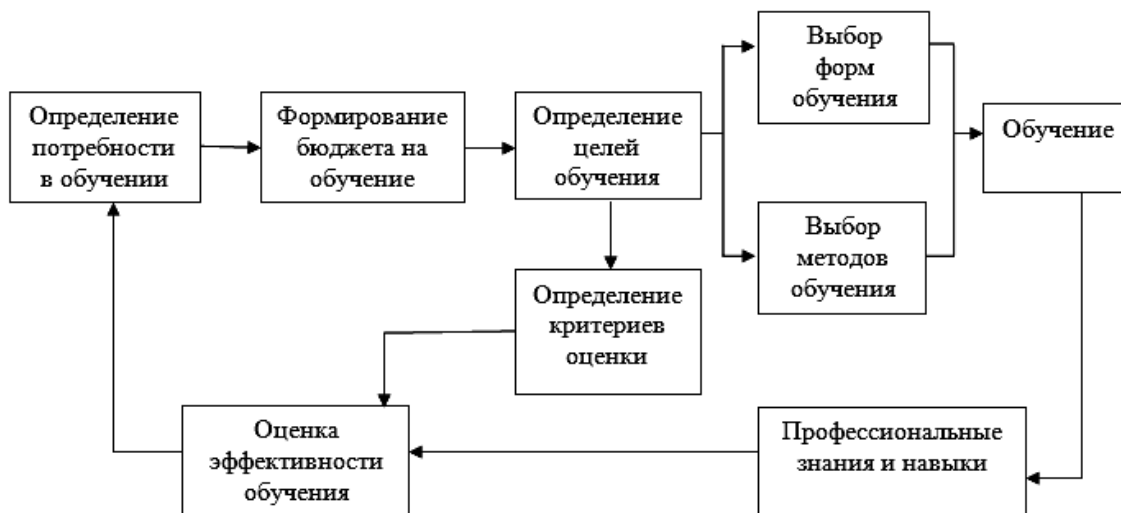 Определение
потребности
в обучении
Формирование
бюджета на
обучение
Определение
целей
обучения
Выбор
форм
обучения
Выбор
методов
обучения
Обучение
Определение
критериев
оценки
Профессиональные
знания и навыки
Оценка
эффективности
обучения